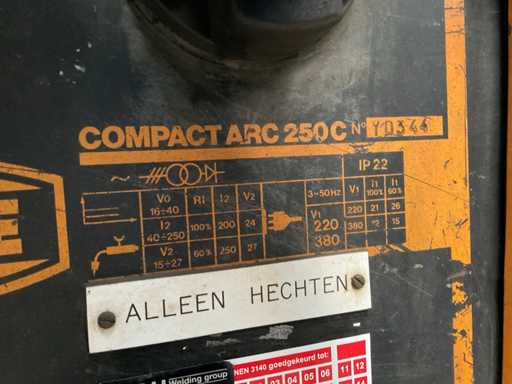 COMPACT ARC 250C Nº YD344
IP 22
V0 RI I2 V2 3~50HZ V1 I1 I1
16÷40 100% 60%
I2 100% 200 24 V1 220 21 26
40÷250 220 380 15
V2 60% 250 27 380
15÷27
ALLEEN HECHTEN
NEN 3140 goedgekeurd tot:
Welding group 03 04 05 06 11 12